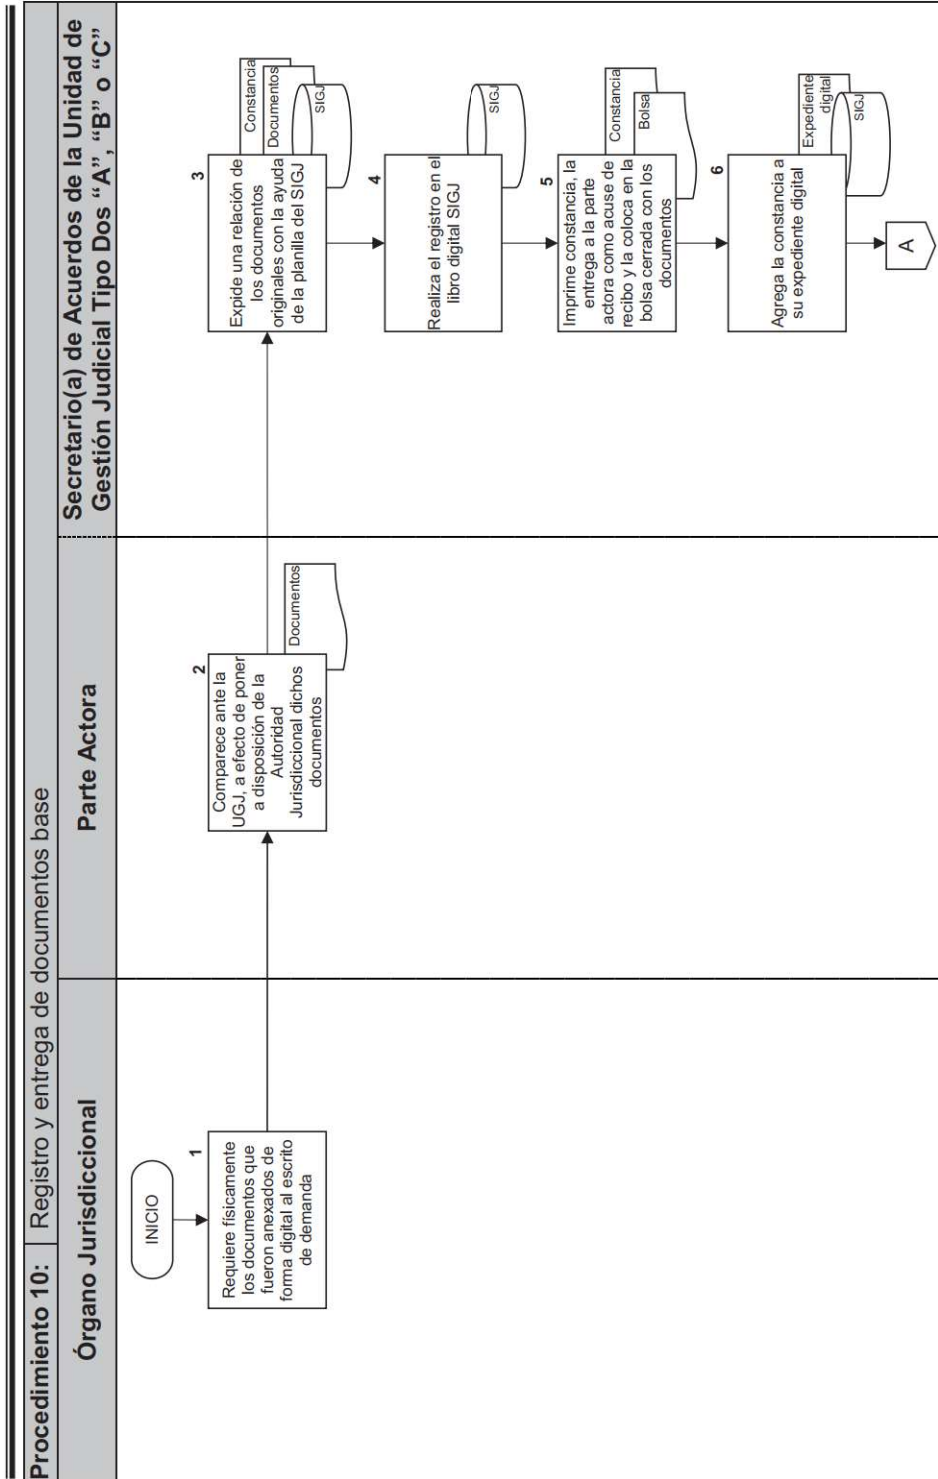 Procedimiento 10: Registro y entrega de documentos base
Órgano Jurisdiccional
Parte Actora
Secretario(a) de Acuerdos de la Unidad de
Gestión Judicial Tipo Dos “A”, “B” o “C”
INICIO
1
Requiere físicamente
los documentos que
fueron anexados de
forma digital al escrito
de demanda
2
Comparece ante la
UGJ, a efecto de poner
a disposición de la
Autoridad
Jurisdiccional dichos
documentos
Documentos
3
Expide una relación de
los documentos
originales con la ayuda
de la planilla del SIGJ
Constancia
Documentos
SIGJ
4
Realiza el registro en el
libro digital SIGJ
SIGJ
5
Imprime constancia, la
entrega a la parte
actora como acuse de
recibo y la coloca en la
bolsa cerrada con los
documentos
Constancia
Bolsa
6
Agrega la constancia a
su expediente digital
Expediente
digital
SIGJ
A